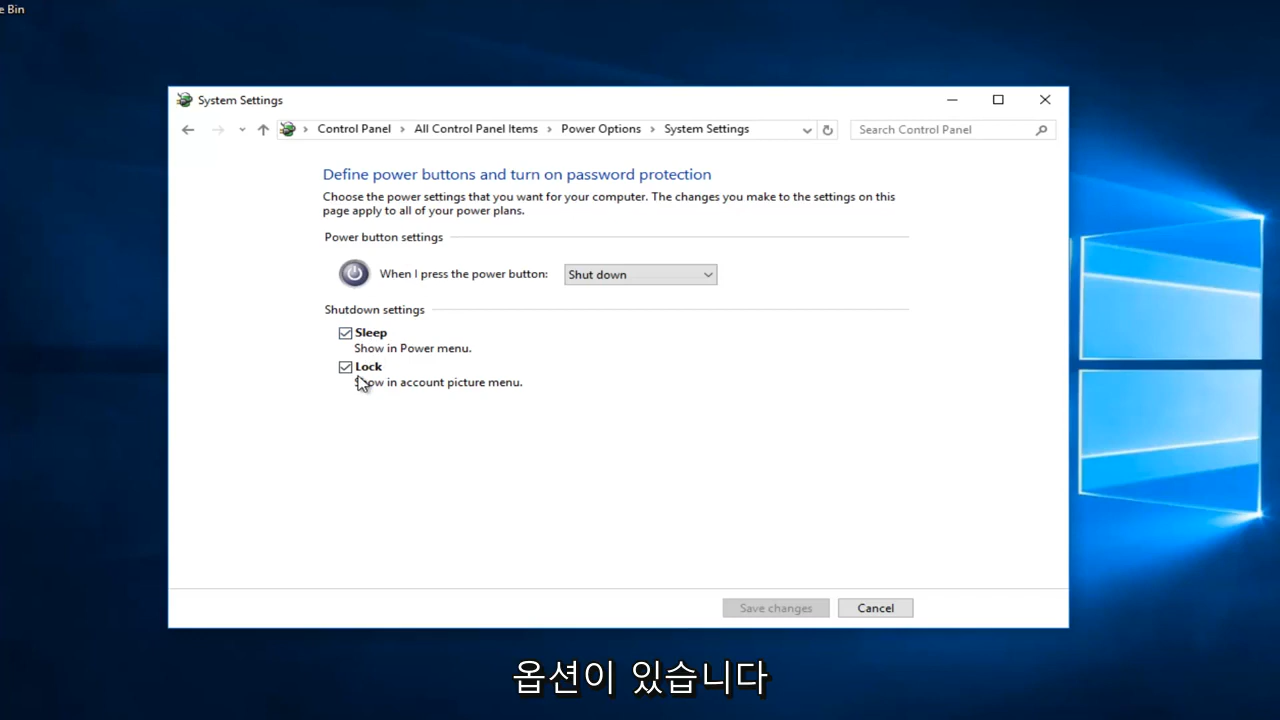 e Bin
System Settings
Control Panel > All Control Panel Items > Power Options > System Settings
Search Control Panel
Define power buttons and turn on password protection
Choose the power settings that you want for your computer. The changes you make to the settings on this
page apply to all of your power plans.
Power button settings
When I press the power button: Shut down
Shutdown settings
Sleep
Show in Power menu.
Lock
Show in account picture menu.
Save changes Cancel
옵션이 있습니다